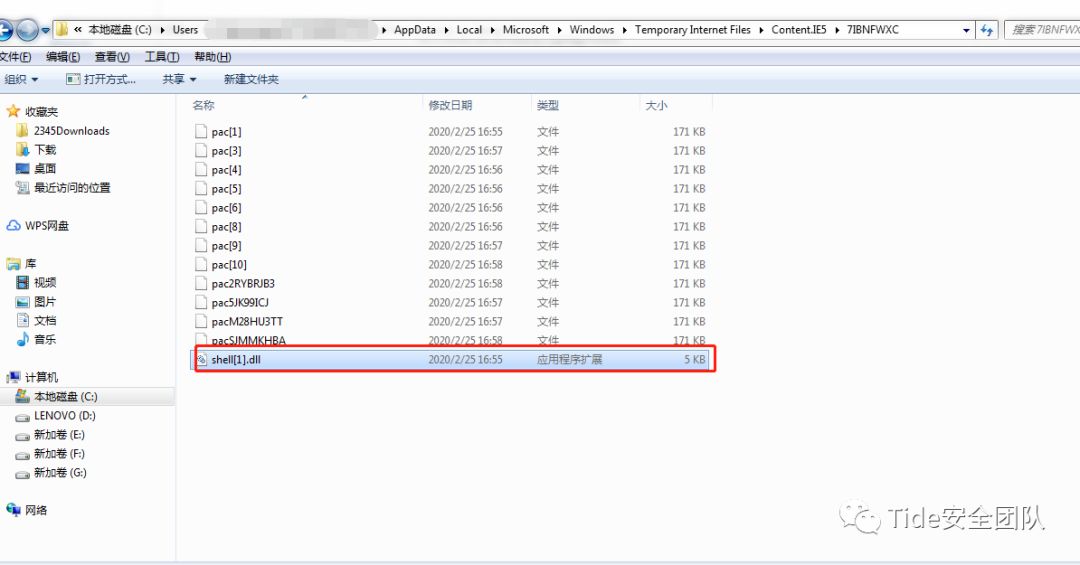 « 本地磁盘 (C:) ▸ Users ▸ AppData ▸ Local ▸ Microsoft ▸ Windows ▸ Temporary Internet Files ▸ Content.IE5 ▸ 7IBNFWXC 搜索7IBNFWXC
文件(F) 编辑(E) 查看(V) 工具(T) 帮助(H)
组织 打开方式... 共享 新建文件夹
名称 修改日期 类型 大小
收藏夹
2345Downloads
下载
桌面
最近访问的位置
WPS网盘
库
视频
图片
文档
音乐
计算机
本地磁盘 (C:)
LENOVO (D:)
新加卷 (E:)
新加卷 (F:)
新加卷 (G:)
网络
pac[1] 2020/2/25 16:55 文件 171 KB
pac[3] 2020/2/25 16:57 文件 171 KB
pac[4] 2020/2/25 16:56 文件 171 KB
pac[5] 2020/2/25 16:57 文件 171 KB
pac[6] 2020/2/25 16:56 文件 171 KB
pac[8] 2020/2/25 16:56 文件 171 KB
pac[9] 2020/2/25 16:57 文件 171 KB
pac[10] 2020/2/25 16:58 文件 171 KB
pac2RYBRJB3 2020/2/25 16:58 文件 171 KB
pac5JK99ICJ 2020/2/25 16:57 文件 171 KB
pacM28HU3TT 2020/2/25 16:57 文件 171 KB
pacSJMMKHBA 2020/2/25 16:58 文件 171 KB
shell[1].dll 2020/2/25 16:55 应用程序扩展 5 KB
Tide安全团队